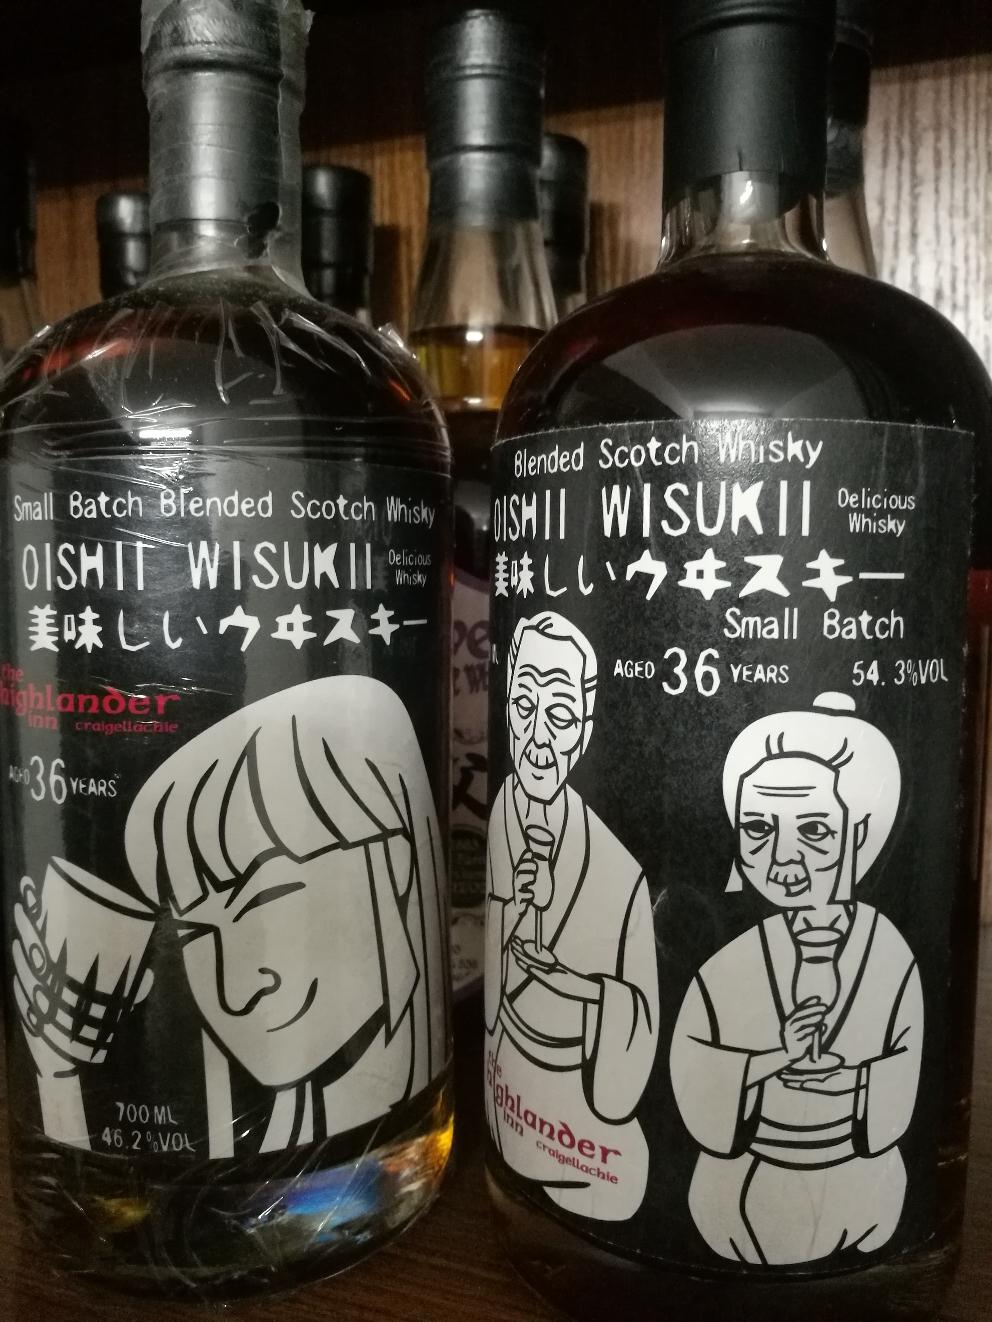 Small Batch Blended Scotch Whisky
OISHII WISUKII
Delicious
Whisky
美味しいウヰスキー
the
highlander
inn craigellachie
AGED 36 YEARS
700ML
46.2%VOL
Blended Scotch Whisky
OISHII WISUKII
Delicious
Whisky
美味しいウヰスキー
Small Batch
AGED 36 YEARS
54.3%VOL
the
highlander
inn
craigellachie